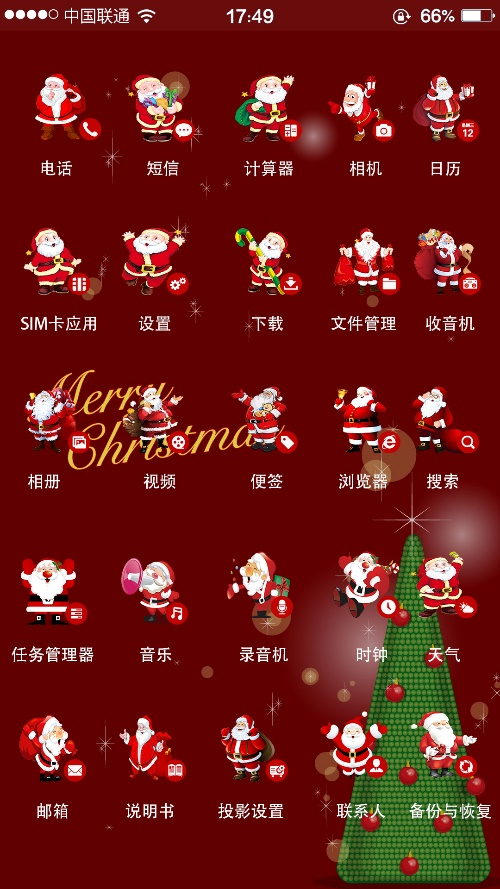 中国联通 17:49 66%
电话 短信 计算器 相机 日历
12
SIM卡应用 设置 下载 文件管理 收音机
Merry
Christmas
相册 视频 便签 浏览器 搜索
任务管理器 音乐 录音机 时钟 天气
邮箱 说明书 投影设置 联系人 备份与恢复